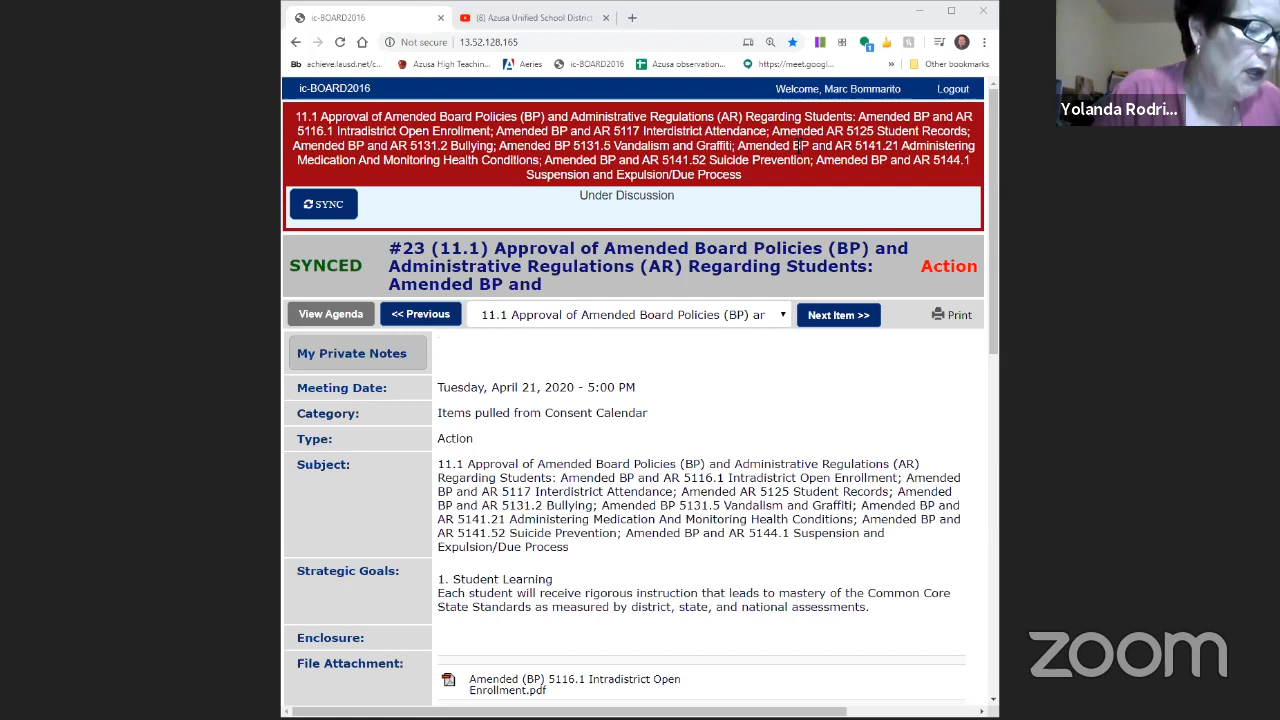 ic-BOARD2016
(8) Azusa Unified School District
Not secure
13.52.128.165
achieve.lausd.net/c...
Azusa High Teachin...
Aeries
ic-BOARD2016
Azusa observation...
https://meet.googl...
Other bookmarks
ic-BOARD2016
Welcome, Marc Bommarito
Logout
11.1 Approval of Amended Board Policies (BP) and Administrative Regulations (AR) Regarding Students: Amended BP and AR
5116.1 Intradistrict Open Enrollment; Amended BP and AR 5117 Interdistrict Attendance; Amended AR 5125 Student Records;
Amended BP and AR 5131.2 Bullying; Amended BP 5131.5 Vandalism and Graffiti; Amended BP and AR 5141.21 Administering
Medication And Monitoring Health Conditions; Amended BP and AR 5141.52 Suicide Prevention; Amended BP and AR 5144.1
Suspension and Expulsion/Due Process
Under Discussion
SYNC
SYNCED
#23 (11.1) Approval of Amended Board Policies (BP) and
Administrative Regulations (AR) Regarding Students:
Amended BP and
Action
View Agenda
<< Previous
11.1 Approval of Amended Board Policies (BP) ar
Next Item >>
Print
My Private Notes
Meeting Date:
Tuesday, April 21, 2020 - 5:00 PM
Category:
Items pulled from Consent Calendar
Type:
Action
Subject:
11.1 Approval of Amended Board Policies (BP) and Administrative Regulations (AR)
Regarding Students: Amended BP and AR 5116.1 Intradistrict Open Enrollment; Amended
BP and AR 5117 Interdistrict Attendance; Amended AR 5125 Student Records; Amended
BP and AR 5131.2 Bullying; Amended BP 5131.5 Vandalism and Graffiti; Amended BP and
AR 5141.21 Administering Medication And Monitoring Health Conditions; Amended BP and
AR 5141.52 Suicide Prevention; Amended BP and AR 5144.1 Suspension and
Expulsion/Due Process
Strategic Goals:
1. Student Learning
Each student will receive rigorous instruction that leads to mastery of the Common Core
State Standards as measured by district, state, and national assessments.
Enclosure:
File Attachment:
Amended (BP) 5116.1 Intradistrict Open
Enrollment.pdf
Yolanda Rodri...
zoom